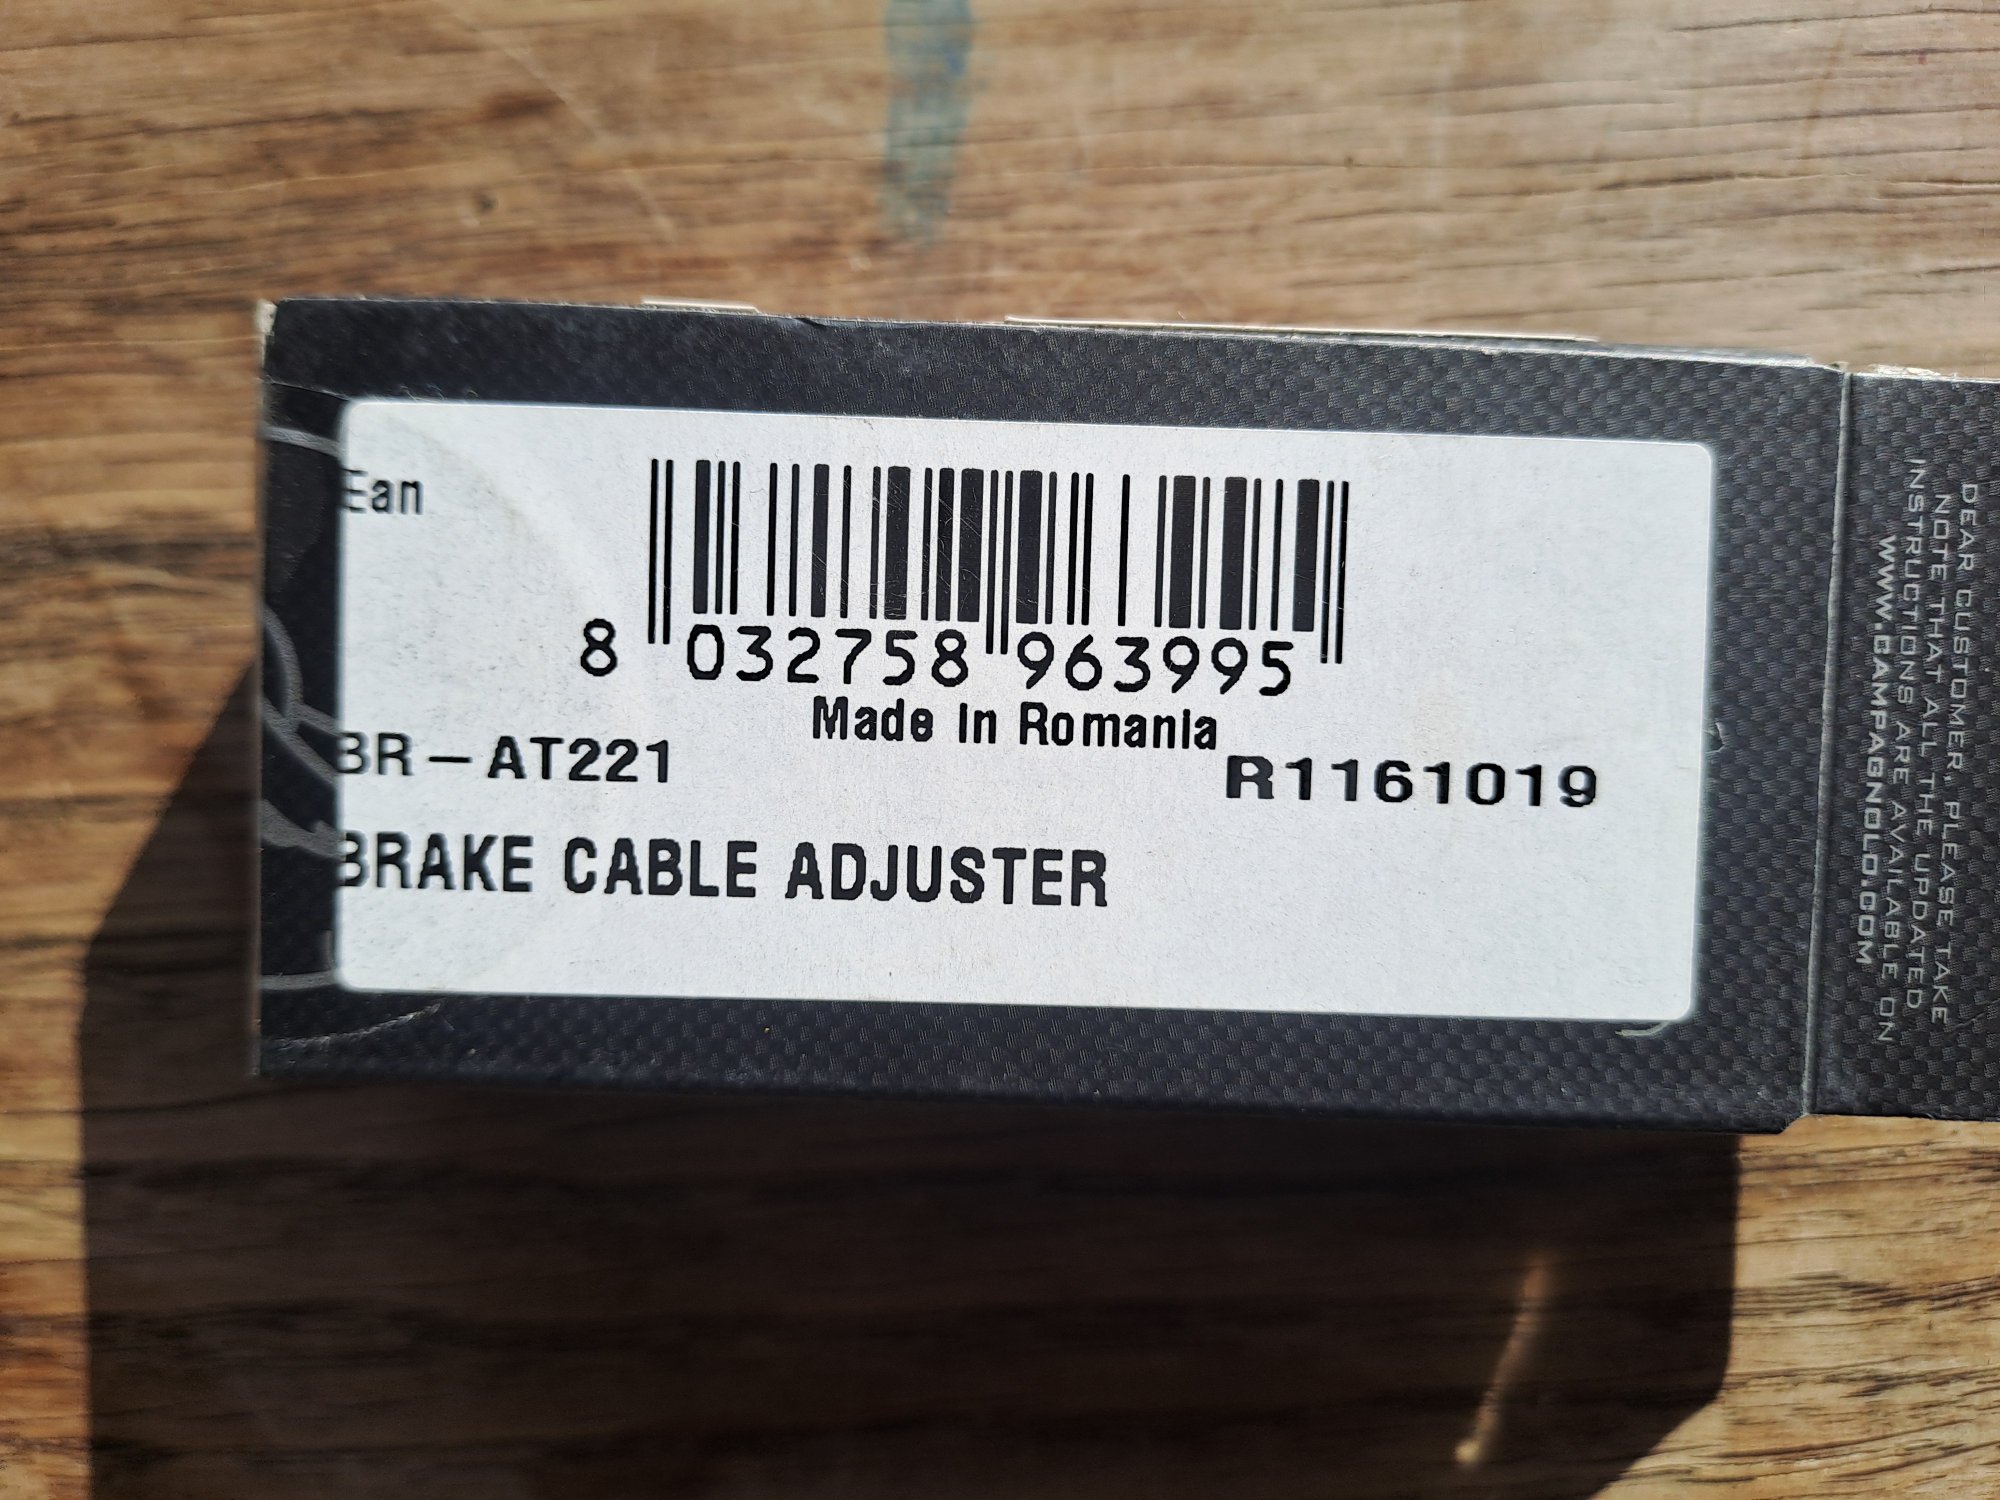 Ean
8 032758 963995
Made In Romania
BR-AT221
R1161019
BRAKE CABLE ADJUSTER
DEAR CUSTOMER, PLEASE TAKE
NOTE THAT ALL THE UPDATED
INSTRUCTIONS ARE AVAILABLE ON
WWW.CAMPAGNOLO.COM